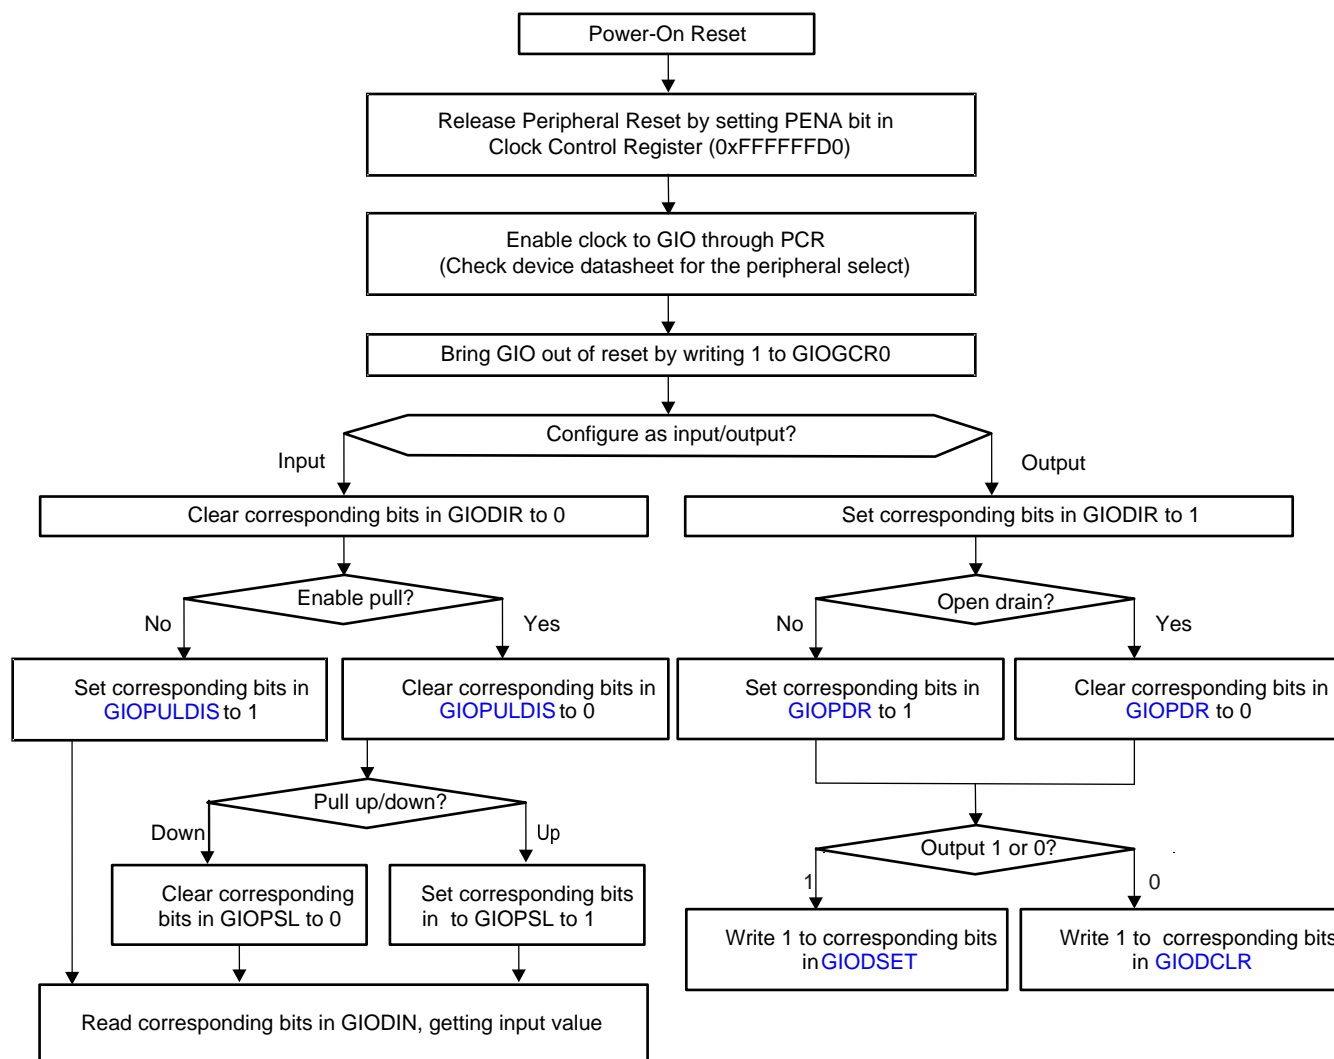 Power-On Reset
Release Peripheral Reset by setting PENA bit in
Clock Control Register (0xFFFFFFD0)
Enable clock to GIO through PCR
(Check device datasheet for the peripheral select)
Bring GIO out of reset by writing 1 to GIOGCR0
Configure as input/output?
Input
Output
Clear corresponding bits in GIODIR to 0
Set corresponding bits in GIODIR to 1
Enable pull?
Open drain?
No
Yes
No
Yes
Set corresponding bits in
GIOPULDIS to 1
Clear corresponding bits in
GIOPULDIS to 0
Set corresponding bits in
GIOPDR to 1
Clear corresponding bits in
GIOPDR to 0
Pull up/down?
Down
Up
Output 1 or 0?
1
0
Clear corresponding
bits in GIOPSL to 0
Set corresponding bits
in to GIOPSL to 1
Write 1 to corresponding bits
in GIODSET
Write 1 to corresponding bits
in GIODCLR
Read corresponding bits in GIODIN, getting input value